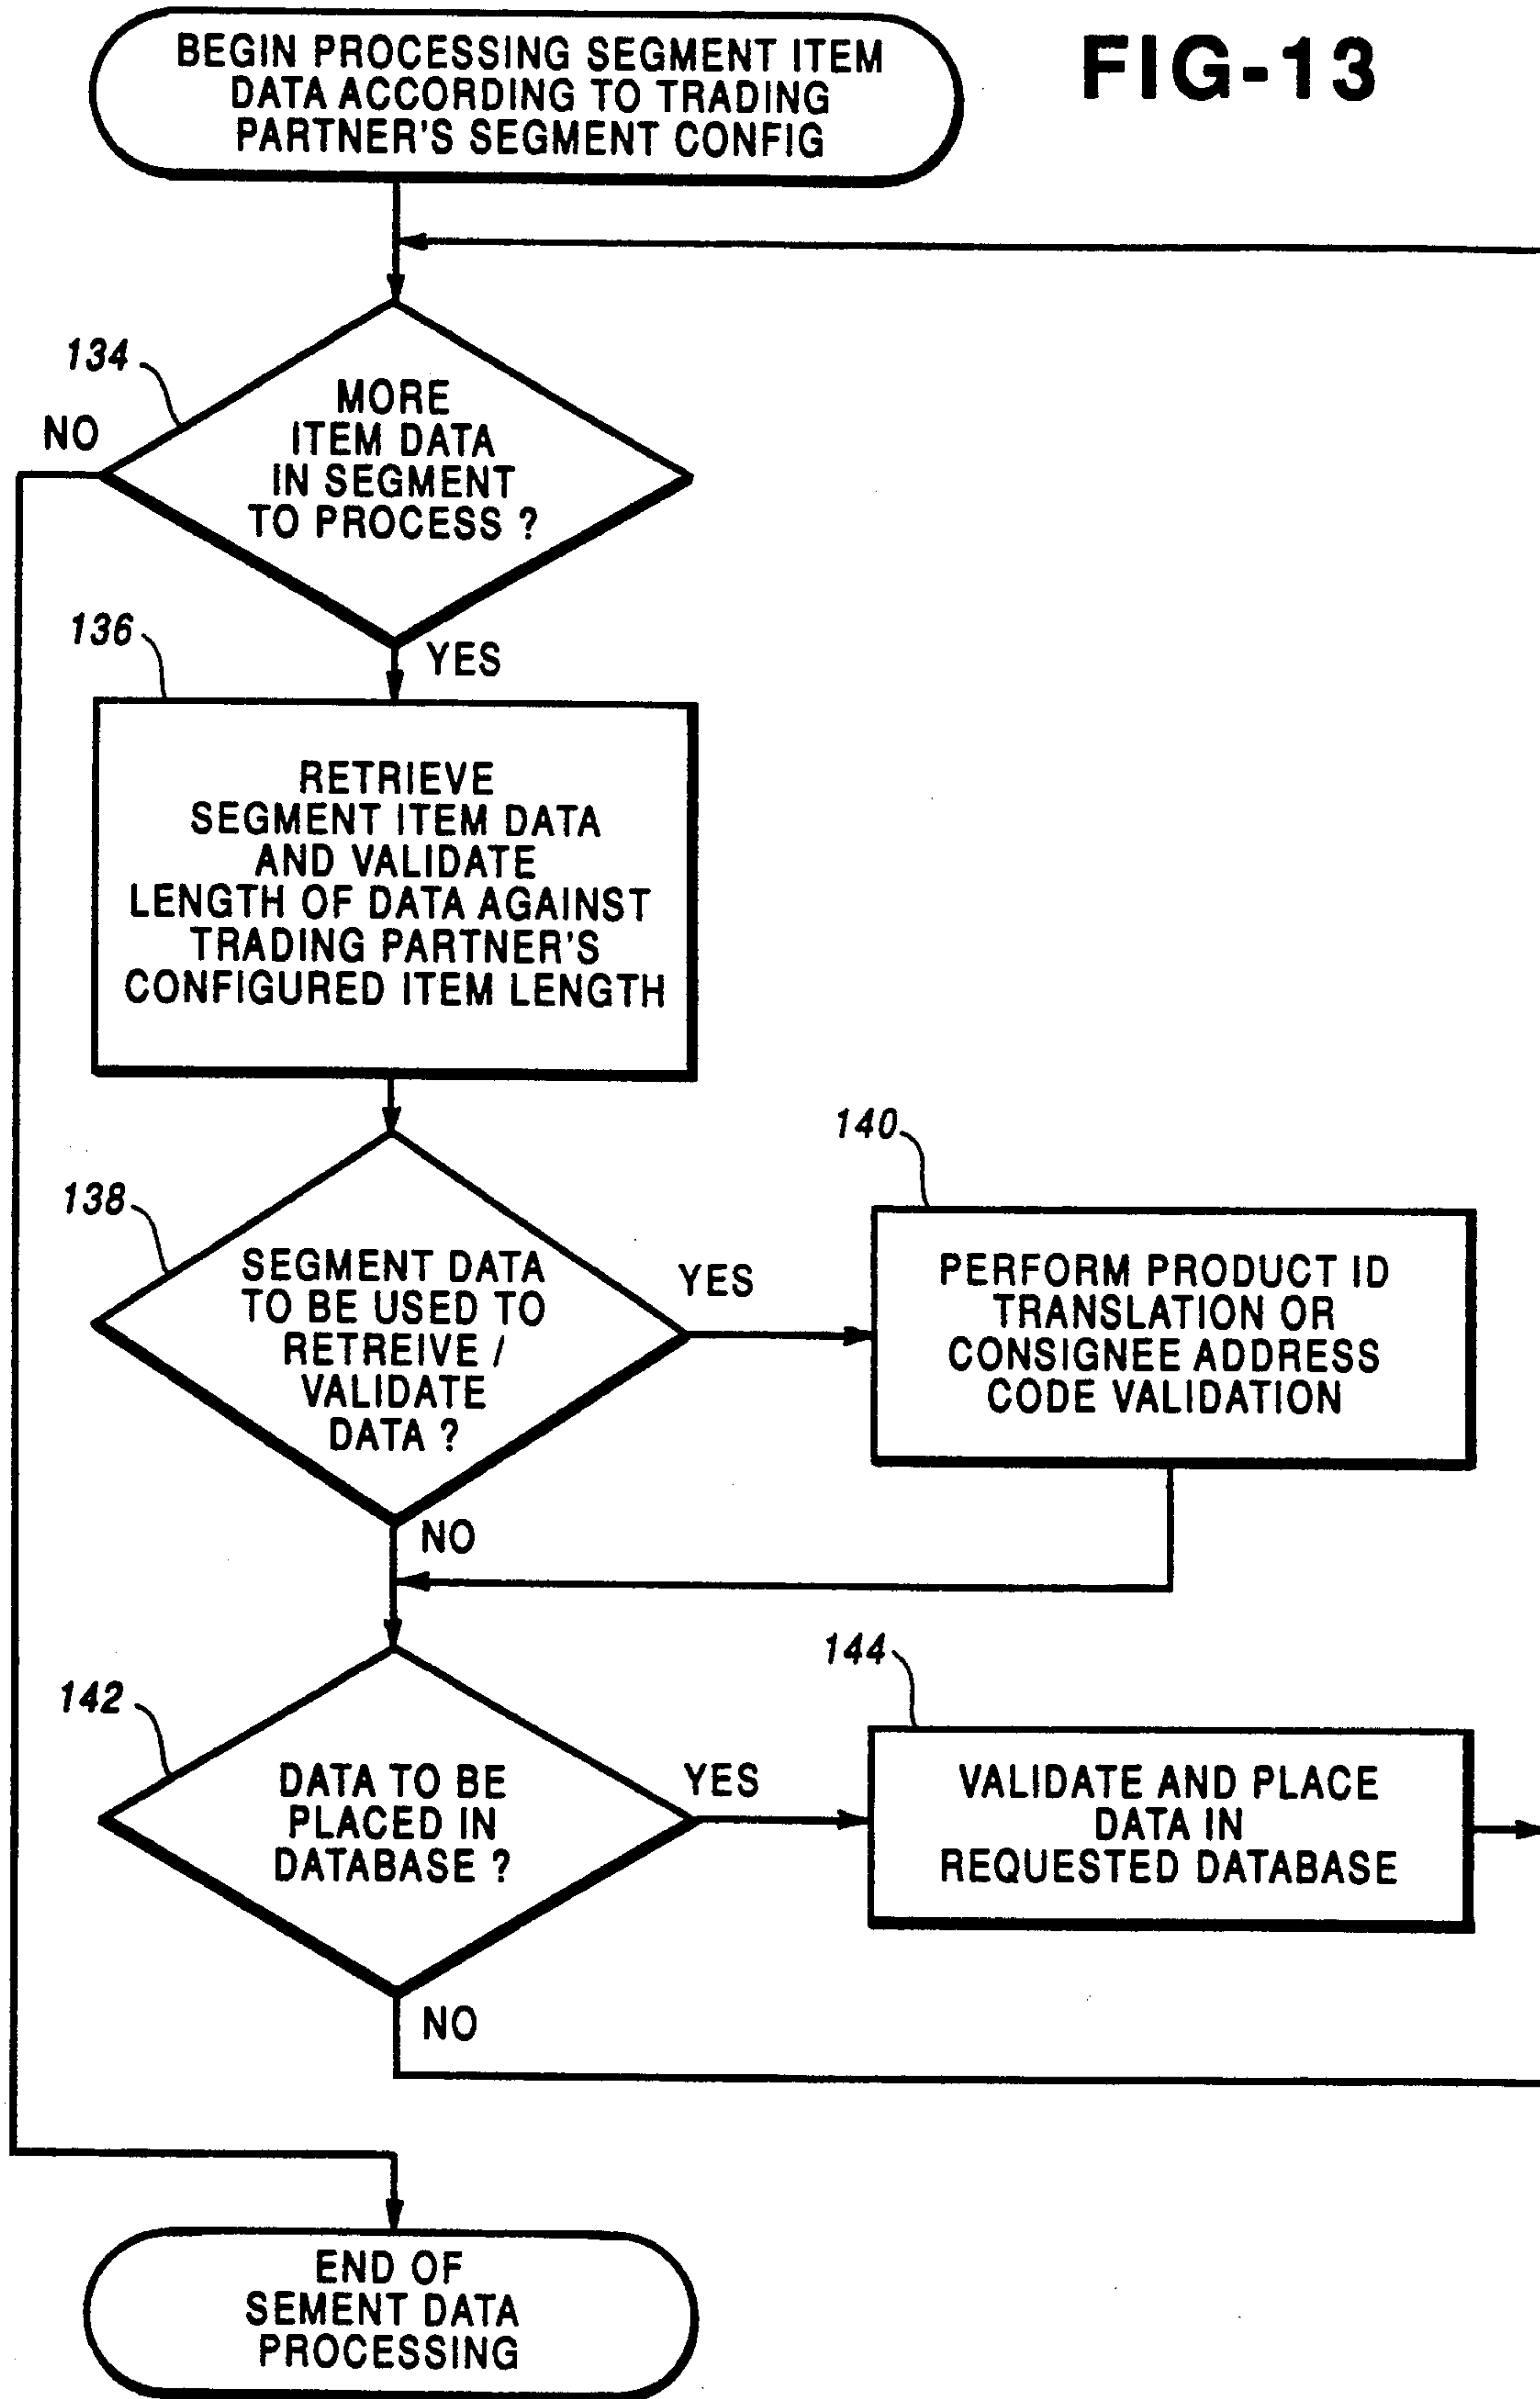 BEGIN PROCESSING SEGMENT ITEM
DATA ACCORDING TO TRADING
PARTNER'S SEGMENT CONFIG
FIG-13
134
NO
MORE
ITEM DATA
IN SEGMENT
TO PROCESS ?
YES
136
RETRIEVE
SEGMENT ITEM DATA
AND VALIDATE
LENGTH OF DATA AGAINST
TRADING PARTNER'S
CONFIGURED ITEM LENGTH
138
SEGMENT DATA
TO BE USED TO
RETREIVE /
VALIDATE
DATA ?
YES
NO
140
PERFORM PRODUCT ID
TRANSLATION OR
CONSIGNEE ADDRESS
CODE VALIDATION
142
DATA TO BE
PLACED IN
DATABASE ?
YES
NO
144
VALIDATE AND PLACE
DATA IN
REQUESTED DATABASE
END OF
SEMENT DATA
PROCESSING